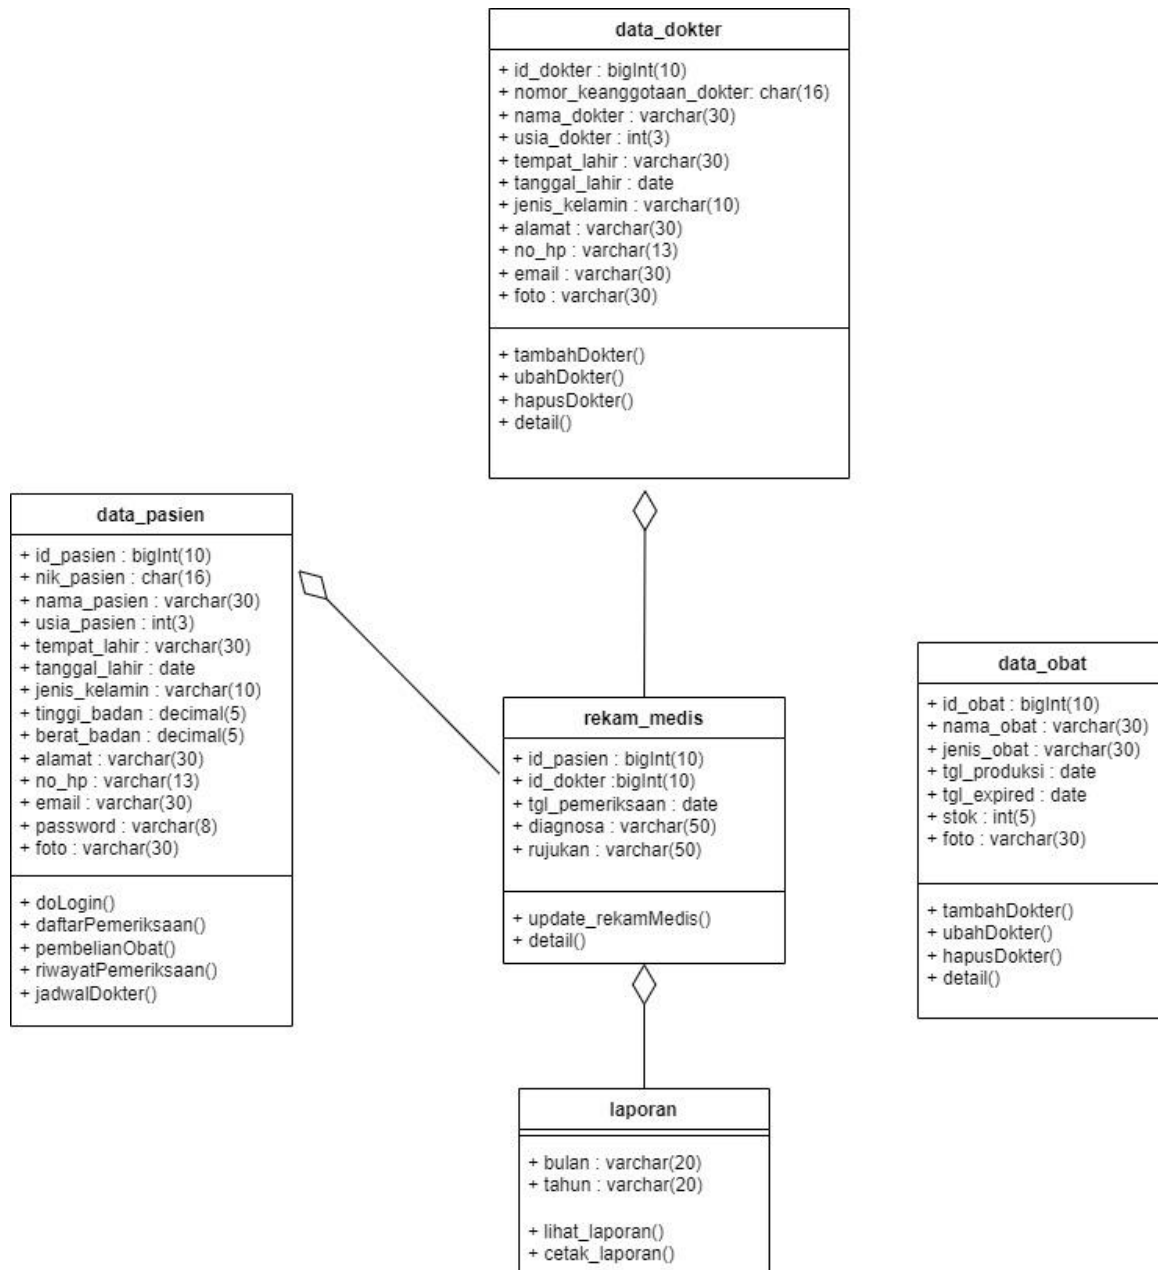 data_dokter
+ id_dokter : bigInt(10)
+ nomor_keanggotaan_dokter: char(16)
+ nama_dokter : varchar(30)
+ usia_dokter : int(3)
+ tempat_lahir : varchar(30)
+ tanggal_lahir : date
+ jenis_kelamin : varchar(10)
+ alamat : varchar(30)
+ no_hp : varchar(13)
+ email : varchar(30)
+ foto : varchar(30)
+ tambahDokter()
+ ubahDokter()
+ hapusDokter()
+ detail()
data_pasien
+ id_pasien : bigInt(10)
+ nik_pasien : char(16)
+ nama_pasien : varchar(30)
+ usia_pasien : int(3)
+ tempat_lahir : varchar(30)
+ tanggal_lahir : date
+ jenis_kelamin : varchar(10)
+ tinggi_badan : decimal(5)
+ berat_badan : decimal(5)
+ alamat : varchar(30)
+ no_hp : varchar(13)
+ email : varchar(30)
+ password : varchar(8)
+ foto : varchar(30)
+ doLogin()
+ daftarPemeriksaan()
+ pembelianObat()
+ riwayatPemeriksaan()
+ jadwalDokter()
rekam_medis
+ id_pasien : bigInt(10)
+ id_dokter :bigInt(10)
+ tgl_pemeriksaan : date
+ diagnosa : varchar(50)
+ rujukan : varchar(50)
+ update_rekamMedis()
+ detail()
data_obat
+ id_obat : bigInt(10)
+ nama_obat : varchar(30)
+ jenis_obat : varchar(30)
+ tgl_produksi : date
+ tgl_expired : date
+ stok : int(5)
+ foto : varchar(30)
+ tambahDokter()
+ ubahDokter()
+ hapusDokter()
+ detail()
laporan
+ bulan : varchar(20)
+ tahun : varchar(20)
+ lihat_laporan()
+ cetak_laporan()